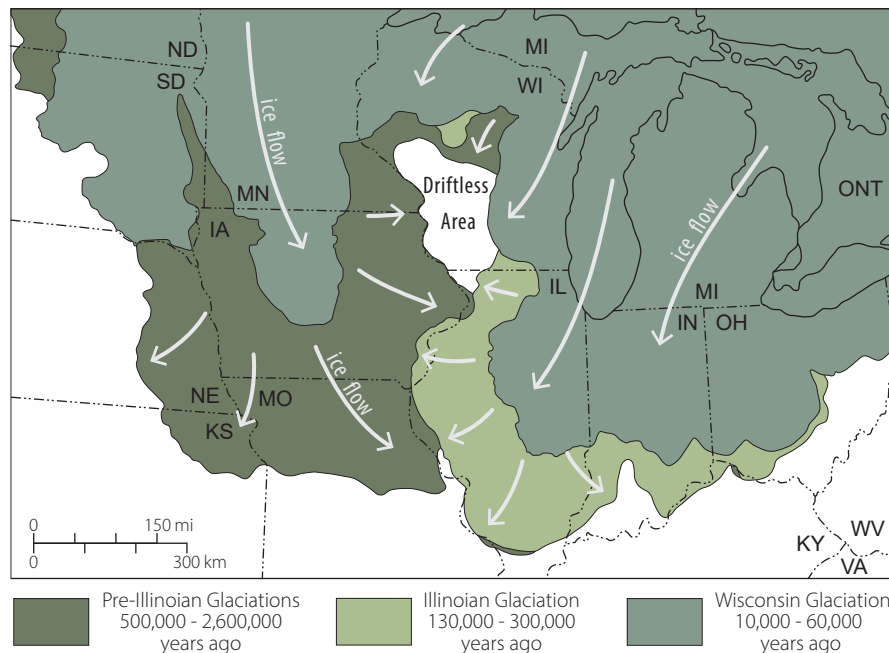 ND
SD
MI
WI
ice flow
Driftless
Area
MN
IA
ONT
ice flow
IL
MI
IN
OH
ice flow
NE
MO
KS
0
150 mi
0
300 km
KY
WV
VA
Pre-Illinoian Glaciations
500,000 - 2,600,000
years ago
Illinoian Glaciation
130,000 - 300,000
years ago
Wisconsin Glaciation
10,000 - 60,000
years ago